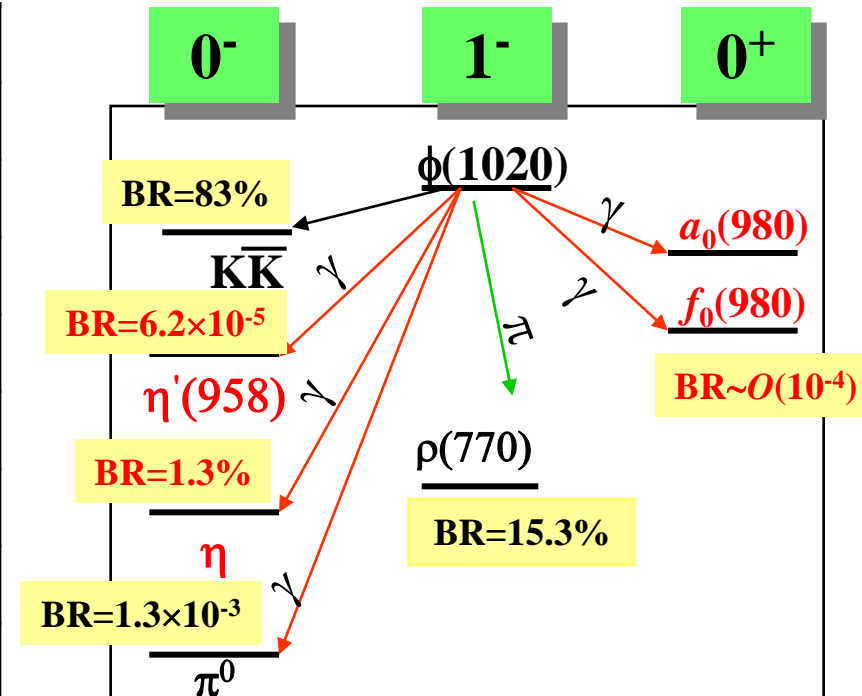 0⁻
1⁻
0⁺
ϕ(1020)
BR=83%
KK̅
γ
γ
γ
a₀(980)
f₀(980)
BR~O(10⁻⁴)
BR=6.2×10⁻⁵
η'(958)
γ
π
ρ(770)
BR=15.3%
BR=1.3%
η
γ
BR=1.3×10⁻³
π⁰